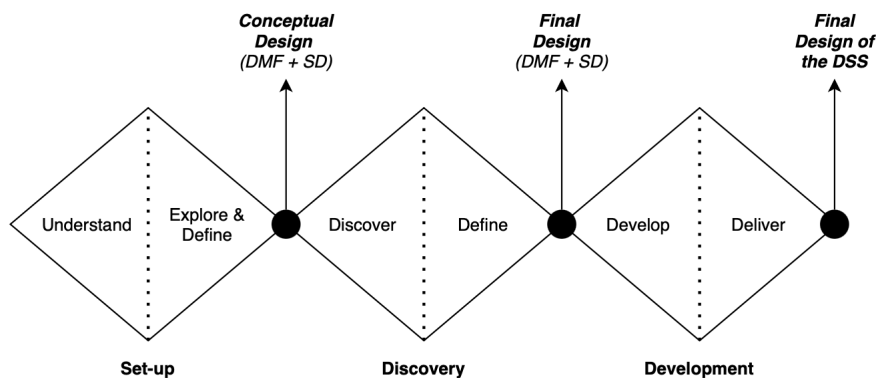 Conceptual
Design
(DMF + SD)
Final
Design
(DMF + SD)
Final
Design of
the DSS
Understand
Explore &
Define
Discover
Define
Develop
Deliver
Set-up
Discovery
Development